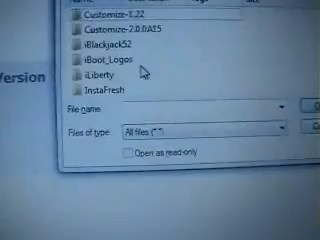 Customize-1.22
Customize-2.0.0A15
iBlackjack52
iBoot_Logos
iLiberty
InstaFresh
Version
File name:
Files of type: All files (*.*)
Open as read-only